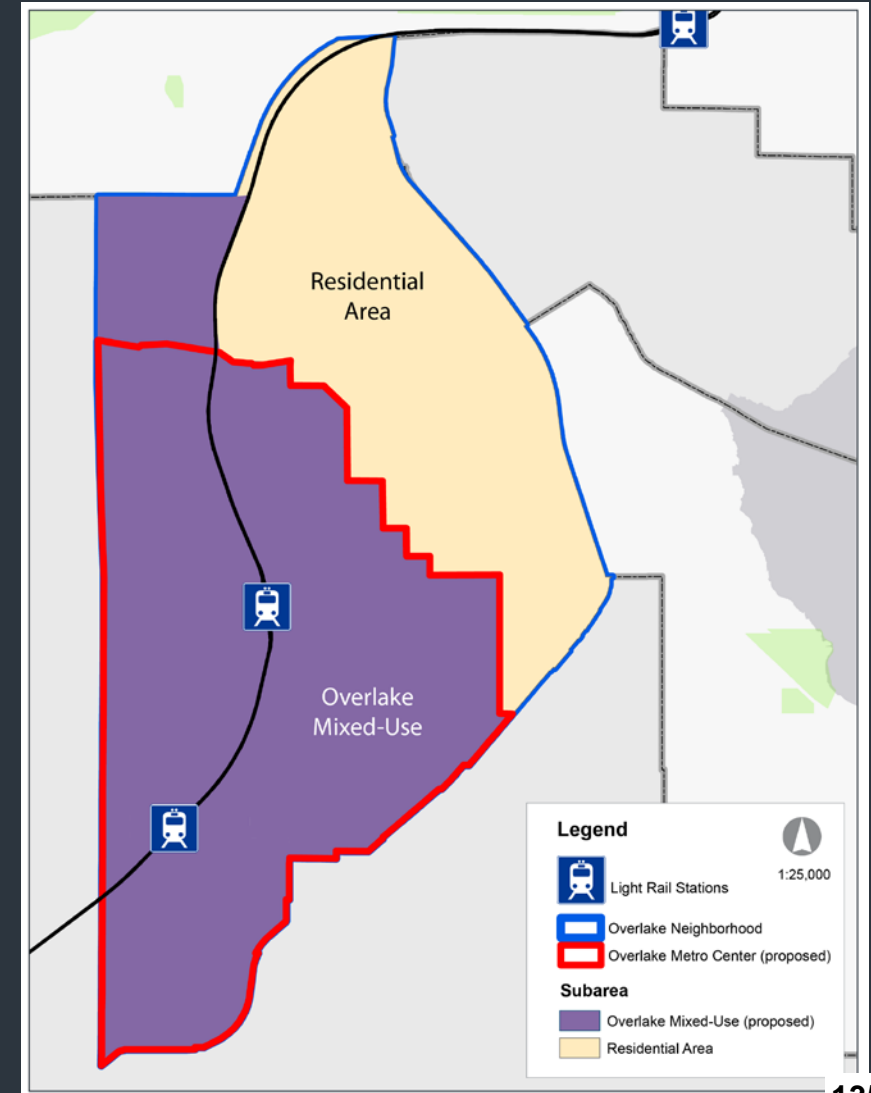 Residential
Area
Overlake
Mixed-Use
Legend
1:25,000
Light Rail Stations
Overlake Neighborhood
Overlake Metro Center (proposed)
Subarea
Overlake Mixed-Use (proposed)
Residential Area